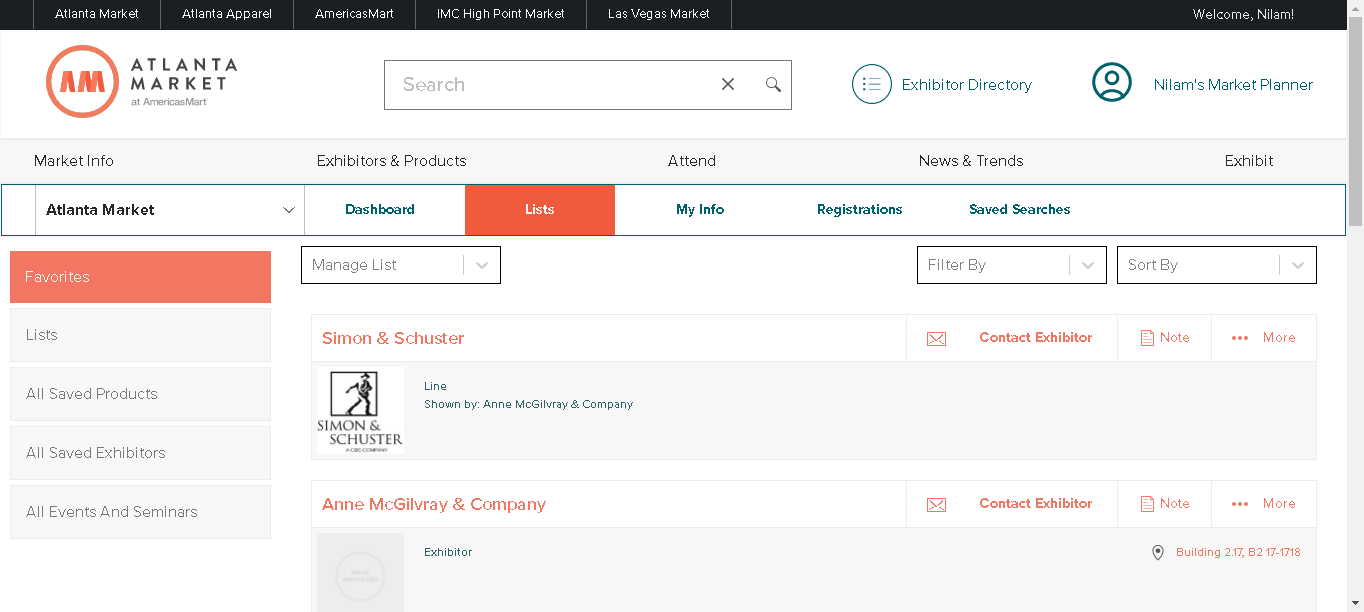 Atlanta Market
Atlanta Apparel
AmericasMart
IMC High Point Market
Las Vegas Market
Welcome, Nilam!
AM
ATLANTA
MARKET
at AmericasMart
Search
Exhibitor Directory
Nilam's Market Planner
Market Info
Exhibitors & Products
Attend
News & Trends
Exhibit
Atlanta Market
Dashboard
Lists
My Info
Registrations
Saved Searches
Favorites
Lists
All Saved Products
All Saved Exhibitors
All Events And Seminars
Manage List
Filter By
Sort By
Simon & Schuster
Contact Exhibitor
Note
More
SIMON &
SCHUSTER
A CBS COMPANY
Line
Shown by: Anne McGilvray & Company
Anne McGilvray & Company
Contact Exhibitor
Note
More
IMAGE
UNAVAILABLE
Exhibitor
Building 2.17, B2 17-1718